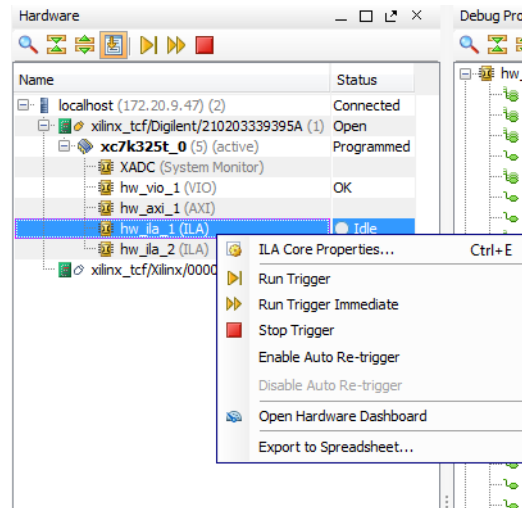 Hardware
Debug Pro
Name Status
localhost (172.20.9.47) (2) Connected
xilinx_tcf/Digilent/210203339395A (1) Open
xc7k325t_0 (5) (active) Programmed
XADC (System Monitor)
hw_vio_1 (VIO) OK
hw_axi_1 (AXI)
hw_ila_1 (ILA) Idle
hw_ila_2 (ILA)
xilinx_tcf/Xilinx/0000
ILA Core Properties... Ctrl+E
Run Trigger
Run Trigger Immediate
Stop Trigger
Enable Auto Re-trigger
Disable Auto Re-trigger
Open Hardware Dashboard
Export to Spreadsheet...
hw_